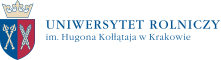 UNIWERSYTET ROLNICZY
im. Hugona Kołłątaja w Krakowie